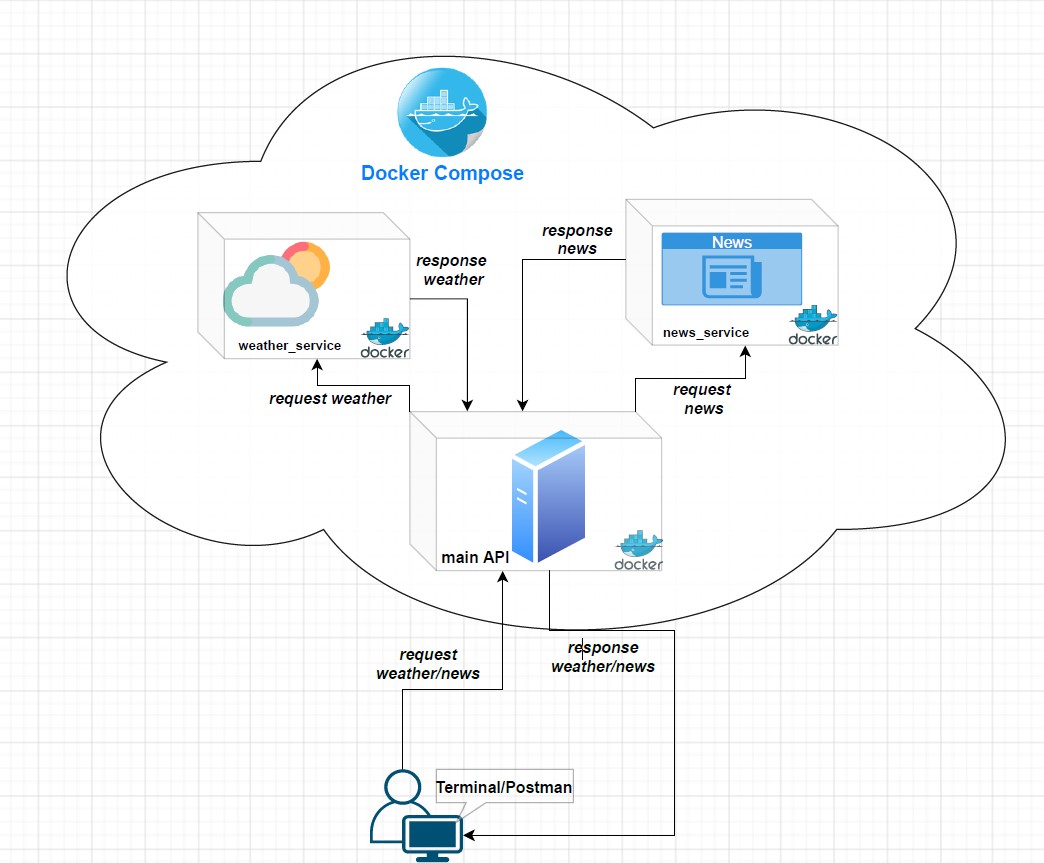 Docker Compose
response
weather
response
news
News
weather_service
docker
news_service
docker
request weather
request
news
main API
docker
request
weather/news
response
weather/news
Terminal/Postman